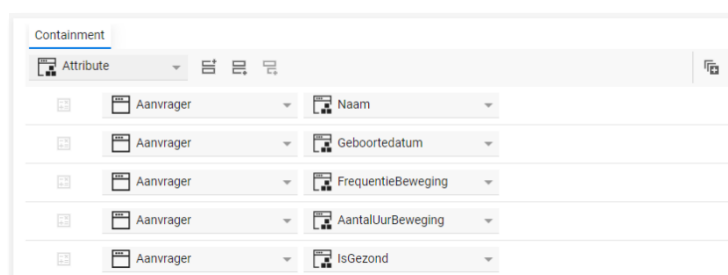 Containment
Attribute
Aanvrager Naam
Aanvrager Geboortedatum
Aanvrager FrequentieBeweging
Aanvrager AantalUurBeweging
Aanvrager IsGezond